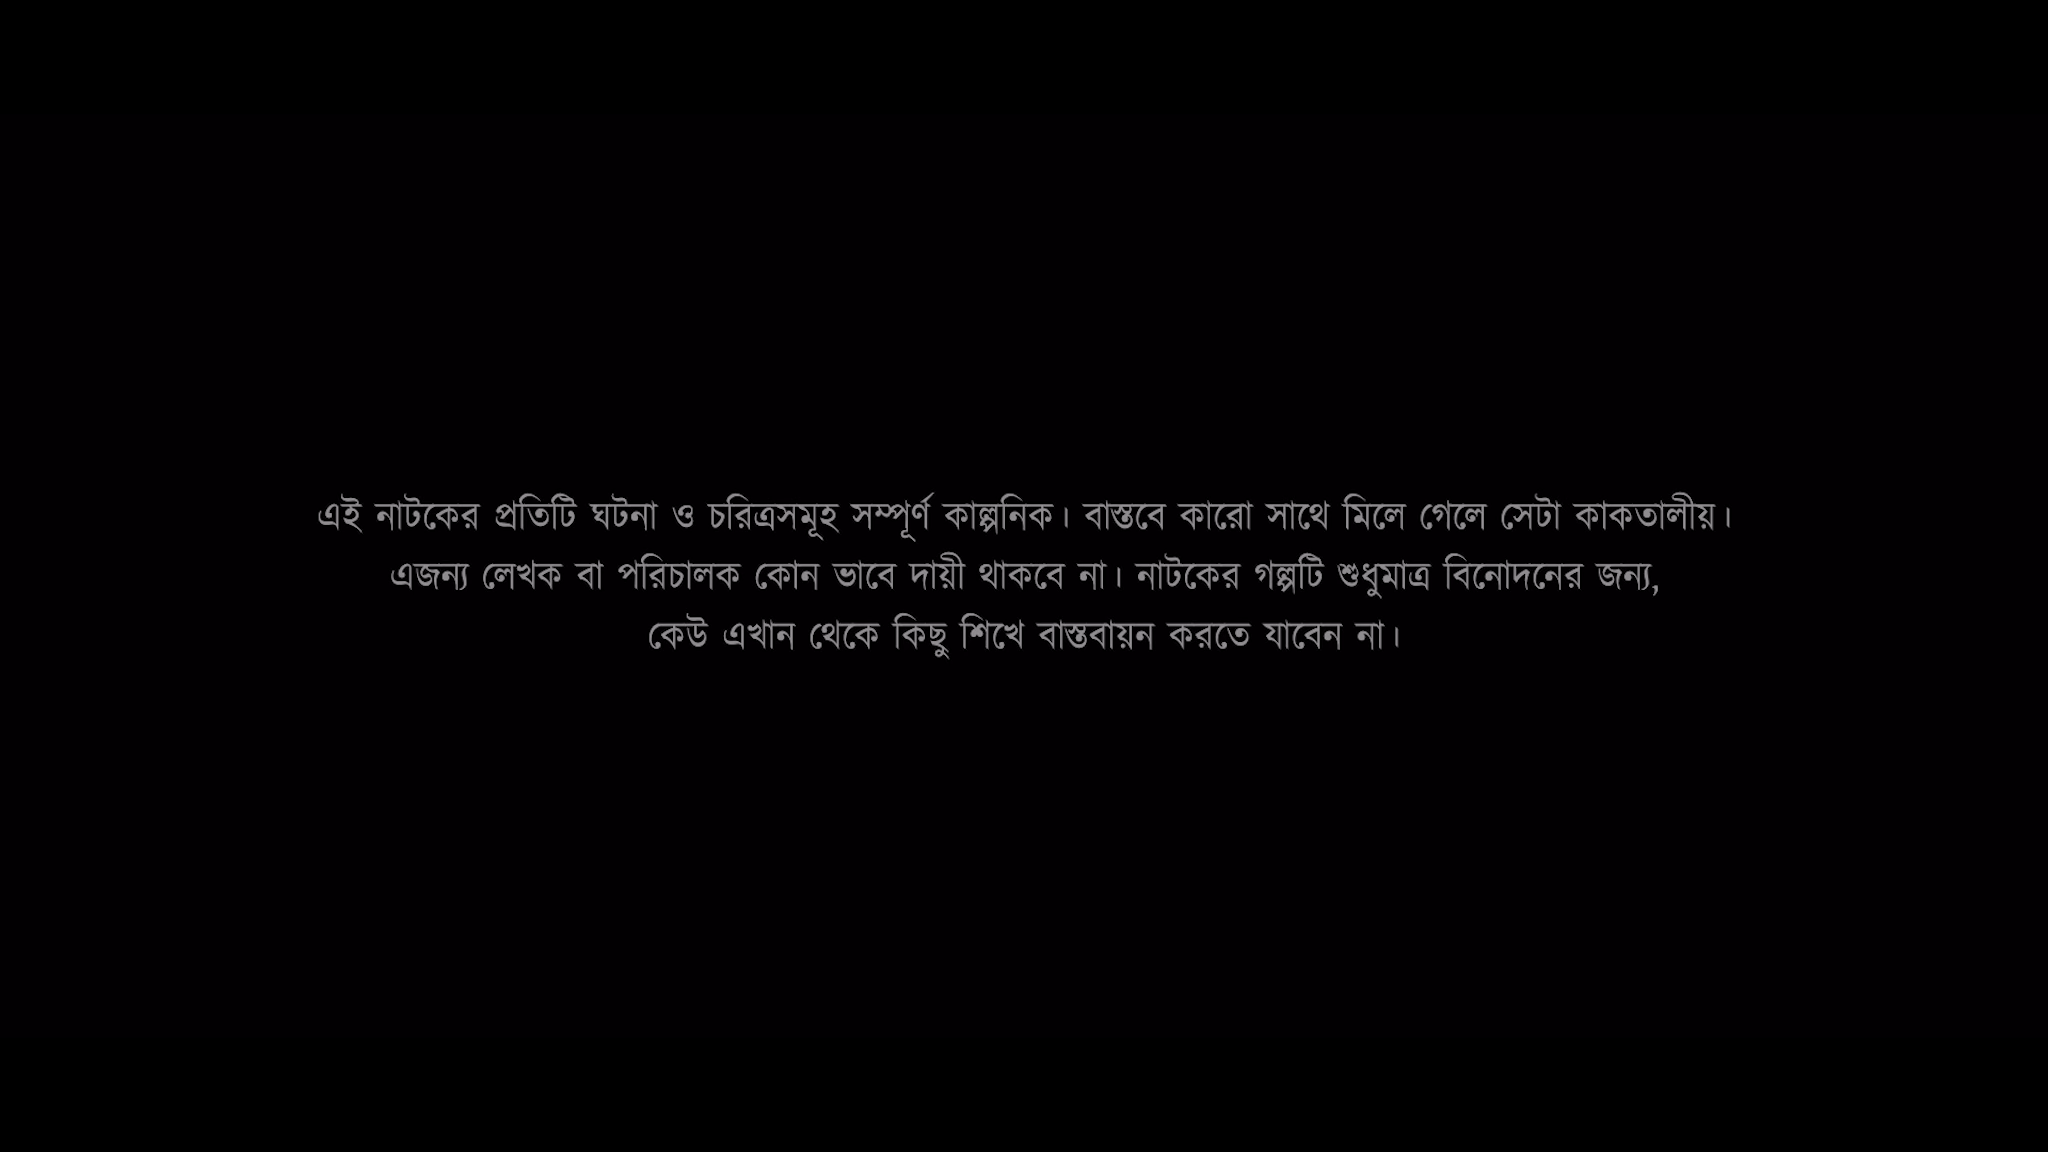 এই নাটকের প্রতিটি ঘটনা ও চরিত্রসমূহ সম্পূর্ণ কাল্পনিক। বাস্তবে কারো সাথে মিলে গেলে সেটা কাকতালীয়।
এজন্য লেখক বা পরিচালক কোন ভাবে দায়ী থাকবে না। নাটকের গল্পটি শুধুমাত্র বিনোদনের জন্য,
কেউ এখান থেকে কিছু শিখে বাস্তবায়ন করতে যাবেন না।